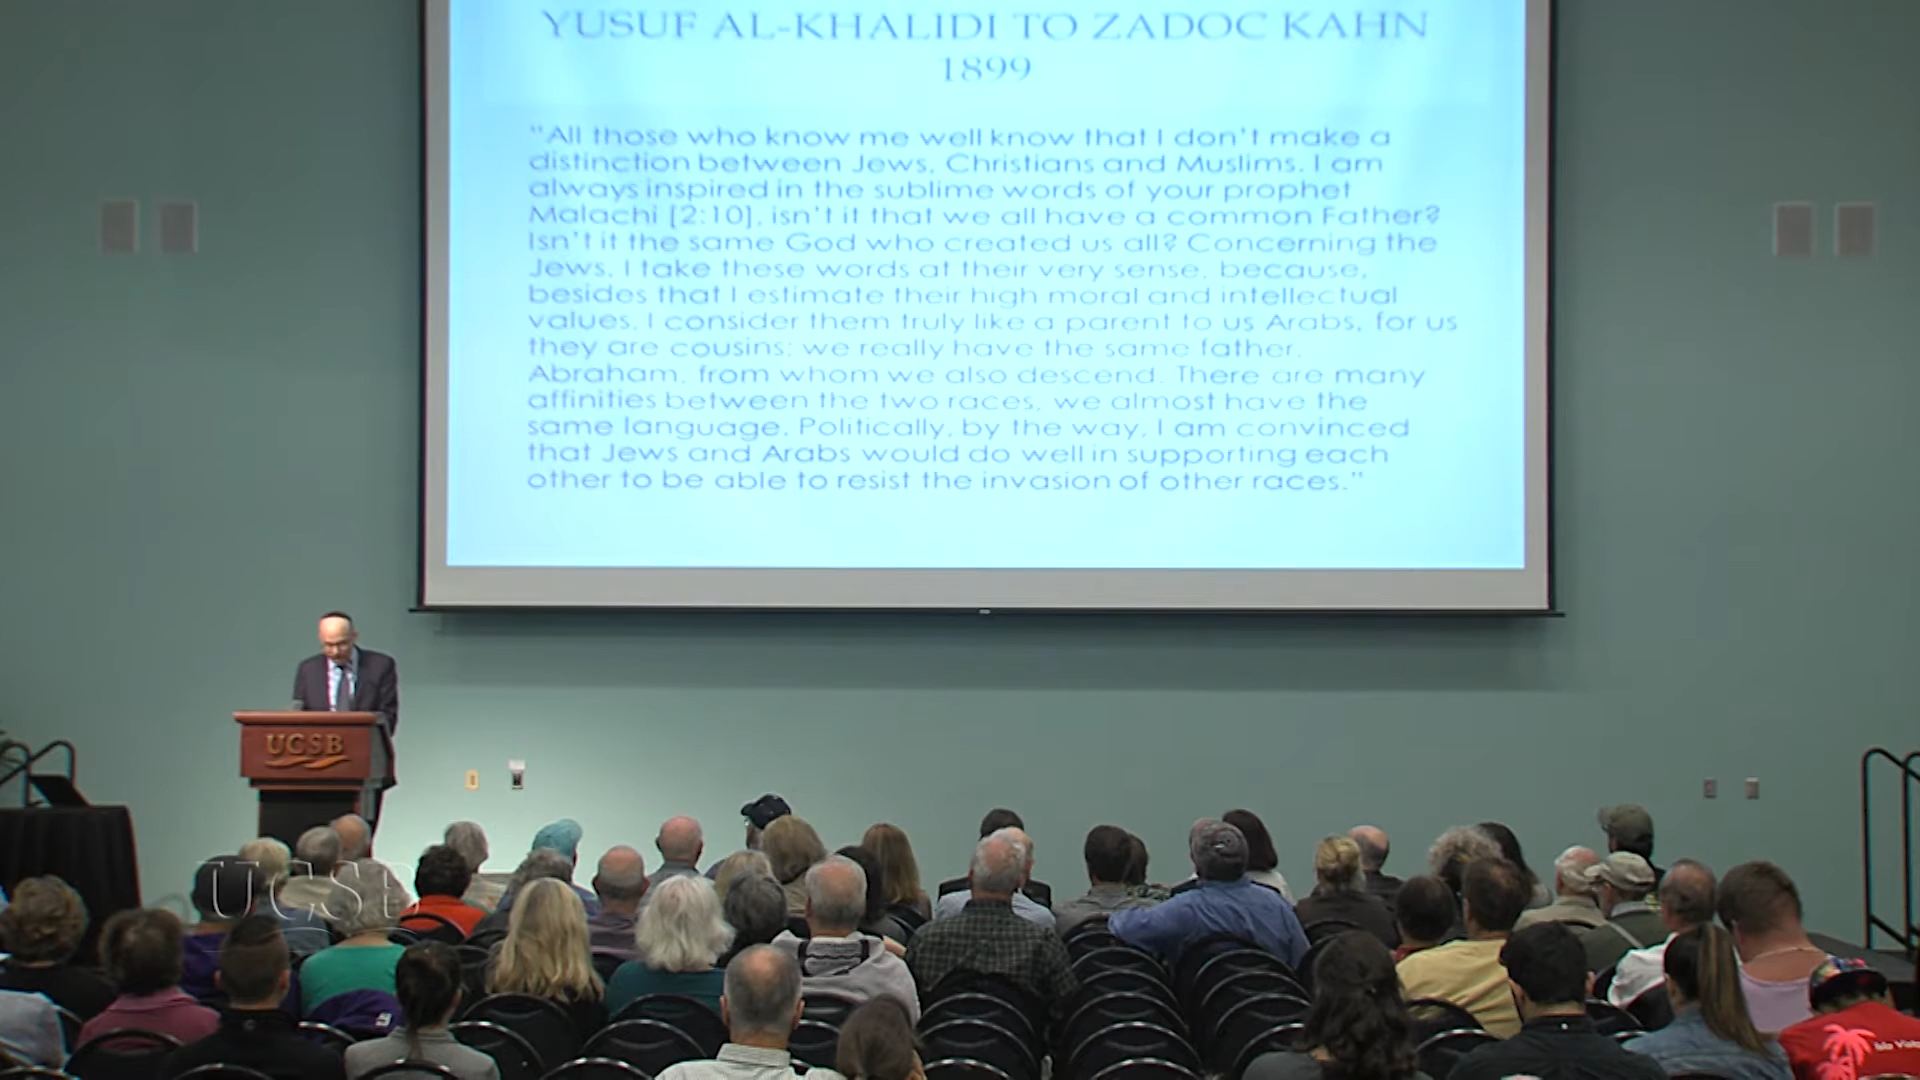 YUSUF AL-KHALIDI TO ZADOC KAHN
1899
"All those who know me well know that I don't make a
distinction between Jews, Christians and Muslims. I am
always inspired in the sublime words of your prophet
Malachi [2:10], isn't it that we all have a common Father?
Isn't it the same God who created us all? Concerning the
Jews, I take these words at their very sense, because,
besides that I estimate their high moral and intellectual
values, I consider them truly like a parent to us Arabs, for us
they are cousins; we really have the same father,
Abraham, from whom we also descend. There are many
affinities between the two races, we almost have the
same language. Politically, by the way, I am convinced
that Jews and Arabs would do well in supporting each
other to be able to resist the invasion of other races."
UCSB
UCSB